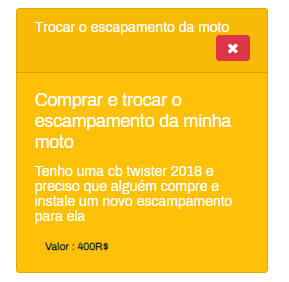 Trocar o escapamento da moto
Comprar e trocar o
escampamento da minha
moto
Tenho uma cb twister 2018 e
preciso que alguém compre e
instale um novo escampamento
para ela
Valor : 400R$